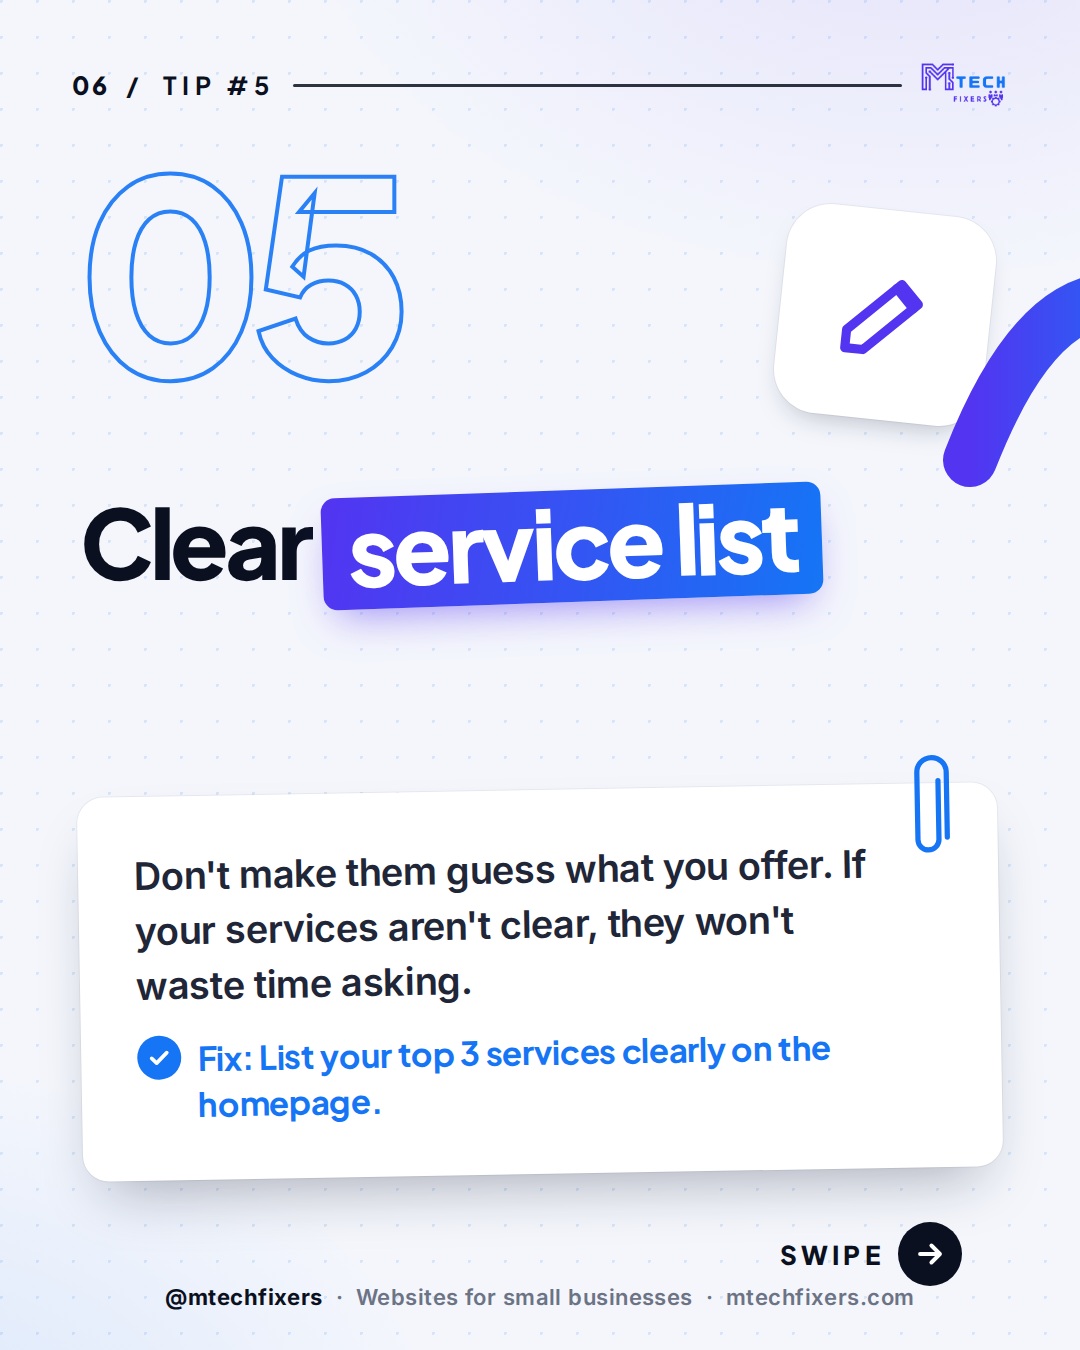 06 / TIP #5
MTECH
FIXERS
05
Clear service list
Don't make them guess what you offer. If
your services aren't clear, they won't
waste time asking.
Fix: List your top 3 services clearly on the
homepage.
SWIPE
@mtechfixers · Websites for small businesses · mtechfixers.com